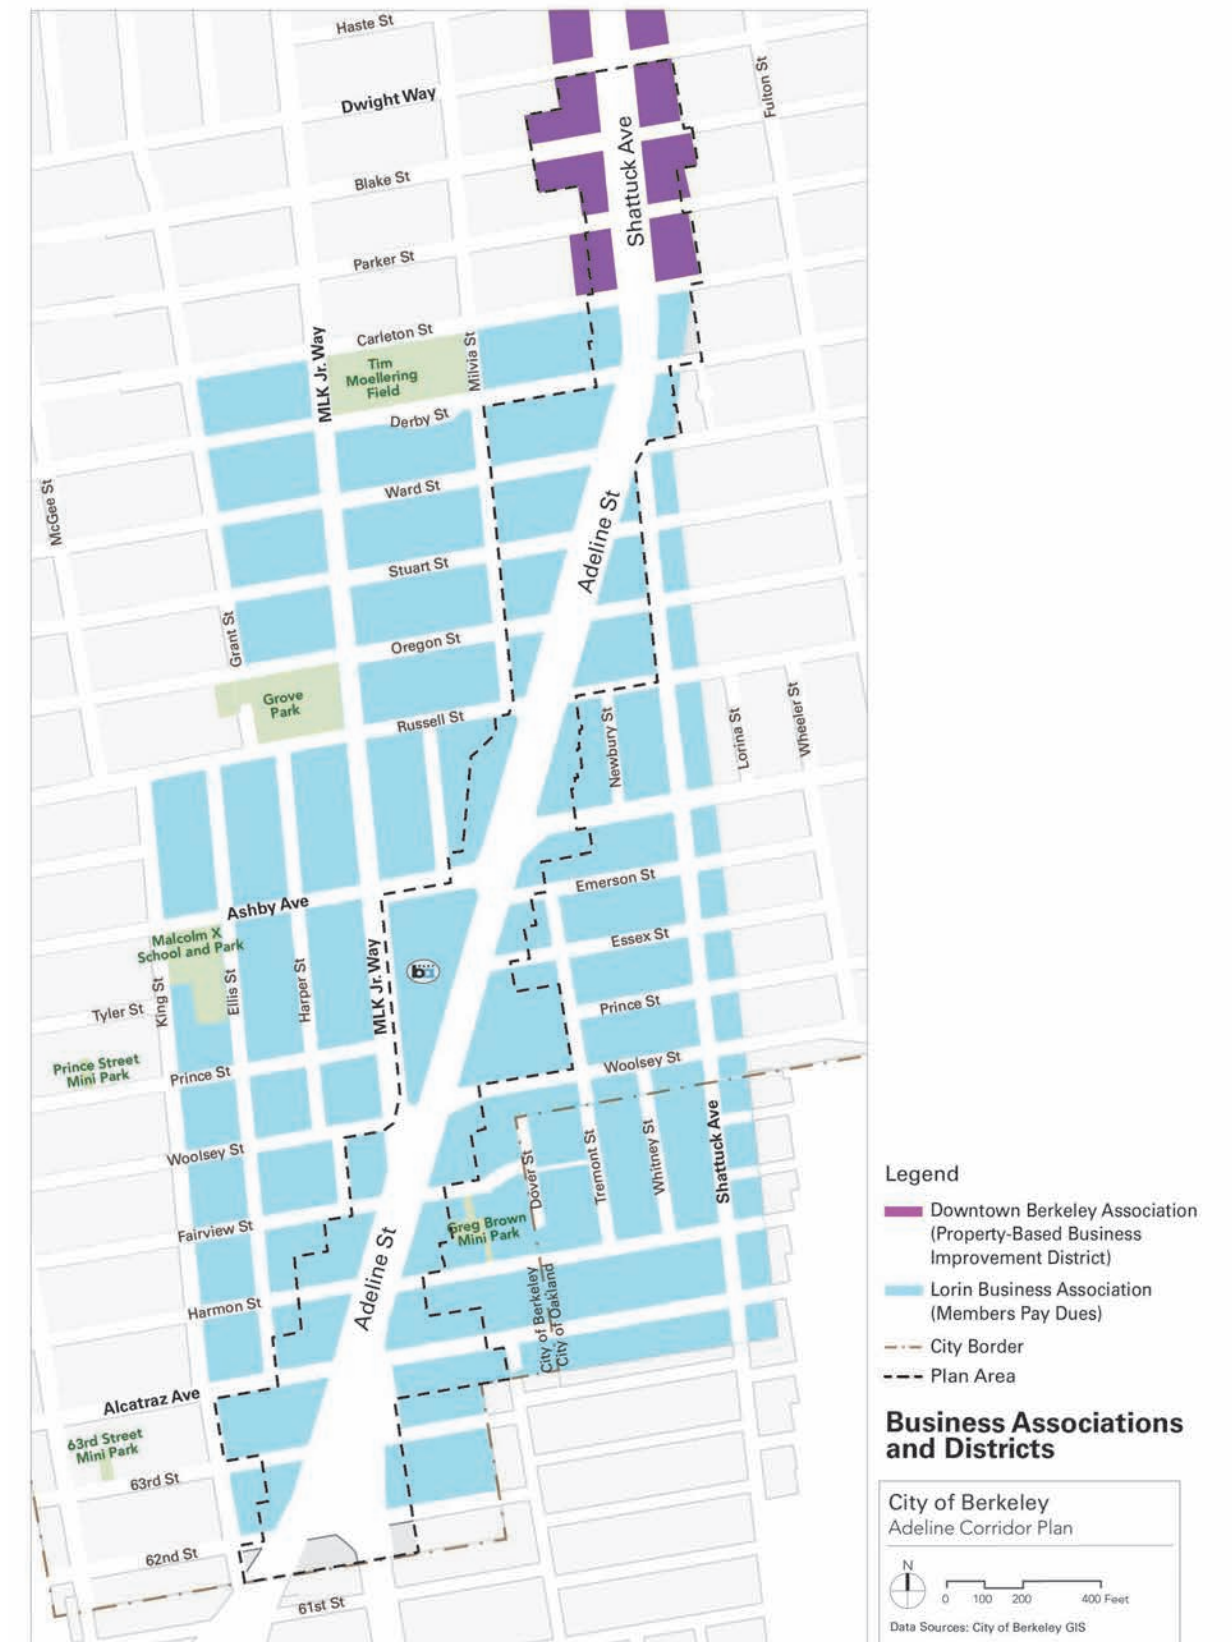 Haste St
Dwight Way
Fulton St
Shattuck Ave
Blake St
Parker St
Carleton St
MLK Jr. Way
Tim
Moellering
Field
Milvia St
Derby St
McGee St
Ward St
Adeline St
Stuart St
Grant St
Oregon St
Grove
Park
Russell St
Newbury St
Lorina St
Wheeler St
Emerson St
Ashby Ave
Malcolm X
School and Park
Essex St
MLK Jr. Way
ba
King St
Ellis St
Harper St
Tyler St
Prince St
Prince Street
Mini Park
Prince St
Woolsey St
Woolsey St
Dover St
Tremont St
Whitney St
Shattuck Ave
Fairview St
Greg Brown
Mini Park
Adeline St
Harmon St
City of Berkeley
City of Oakland
Alcatraz Ave
63rd Street
Mini Park
63rd St
62nd St
61st St
Legend
Downtown Berkeley Association
(Property-Based Business
Improvement District)
Lorin Business Association
(Members Pay Dues)
City Border
Plan Area
Business Associations
and Districts
City of Berkeley
Adeline Corridor Plan
N
0 100 200 400 Feet
Data Sources: City of Berkeley GIS